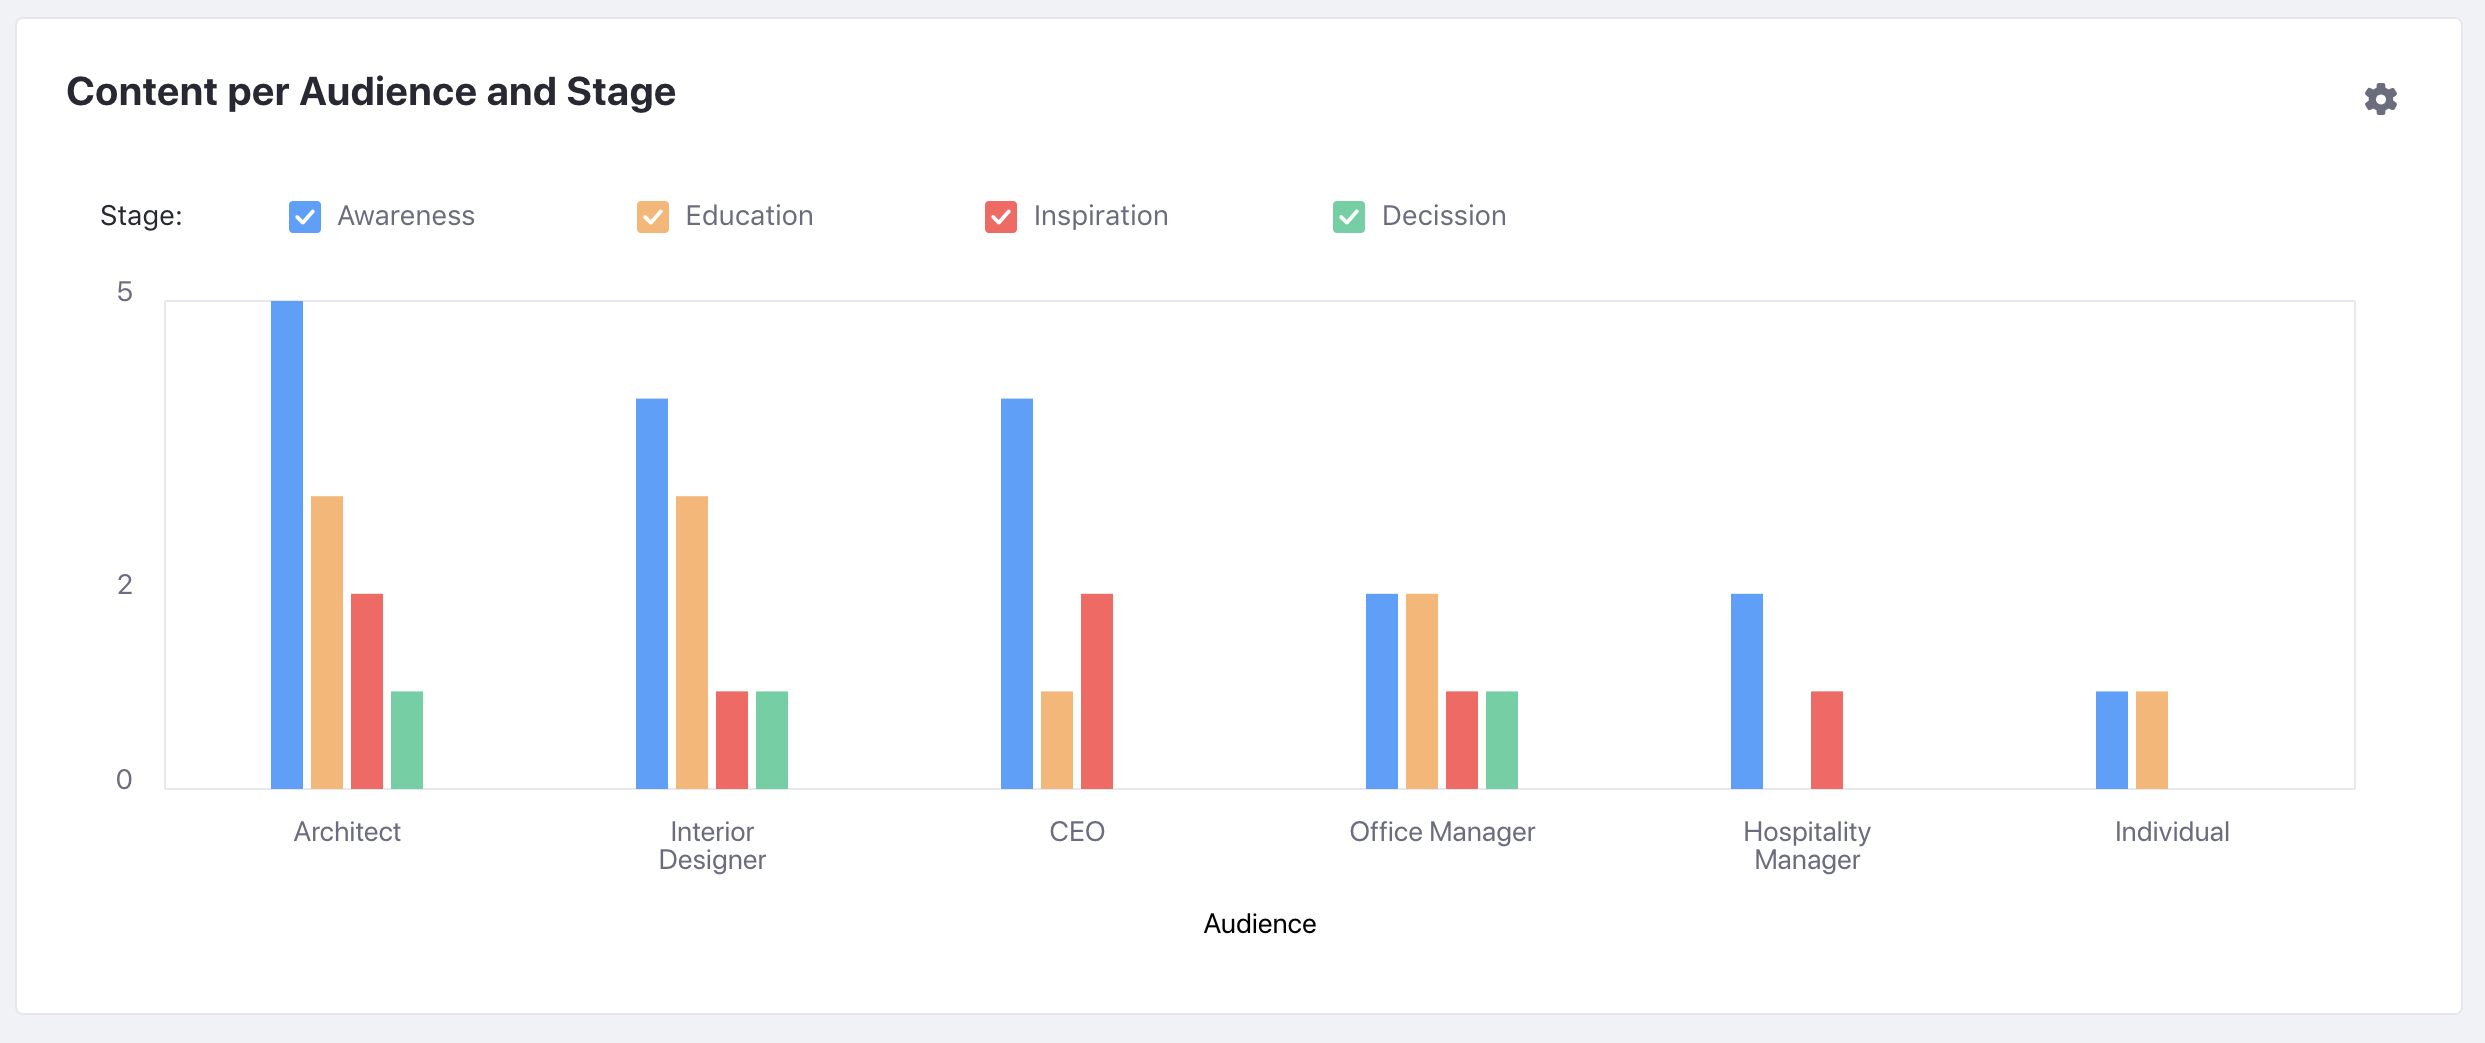 Content per Audience and Stage
Stage:
Awareness
Education
Inspiration
Decission
5
2
0
Architect
Interior
Designer
CEO
Office Manager
Hospitality
Manager
Individual
Audience